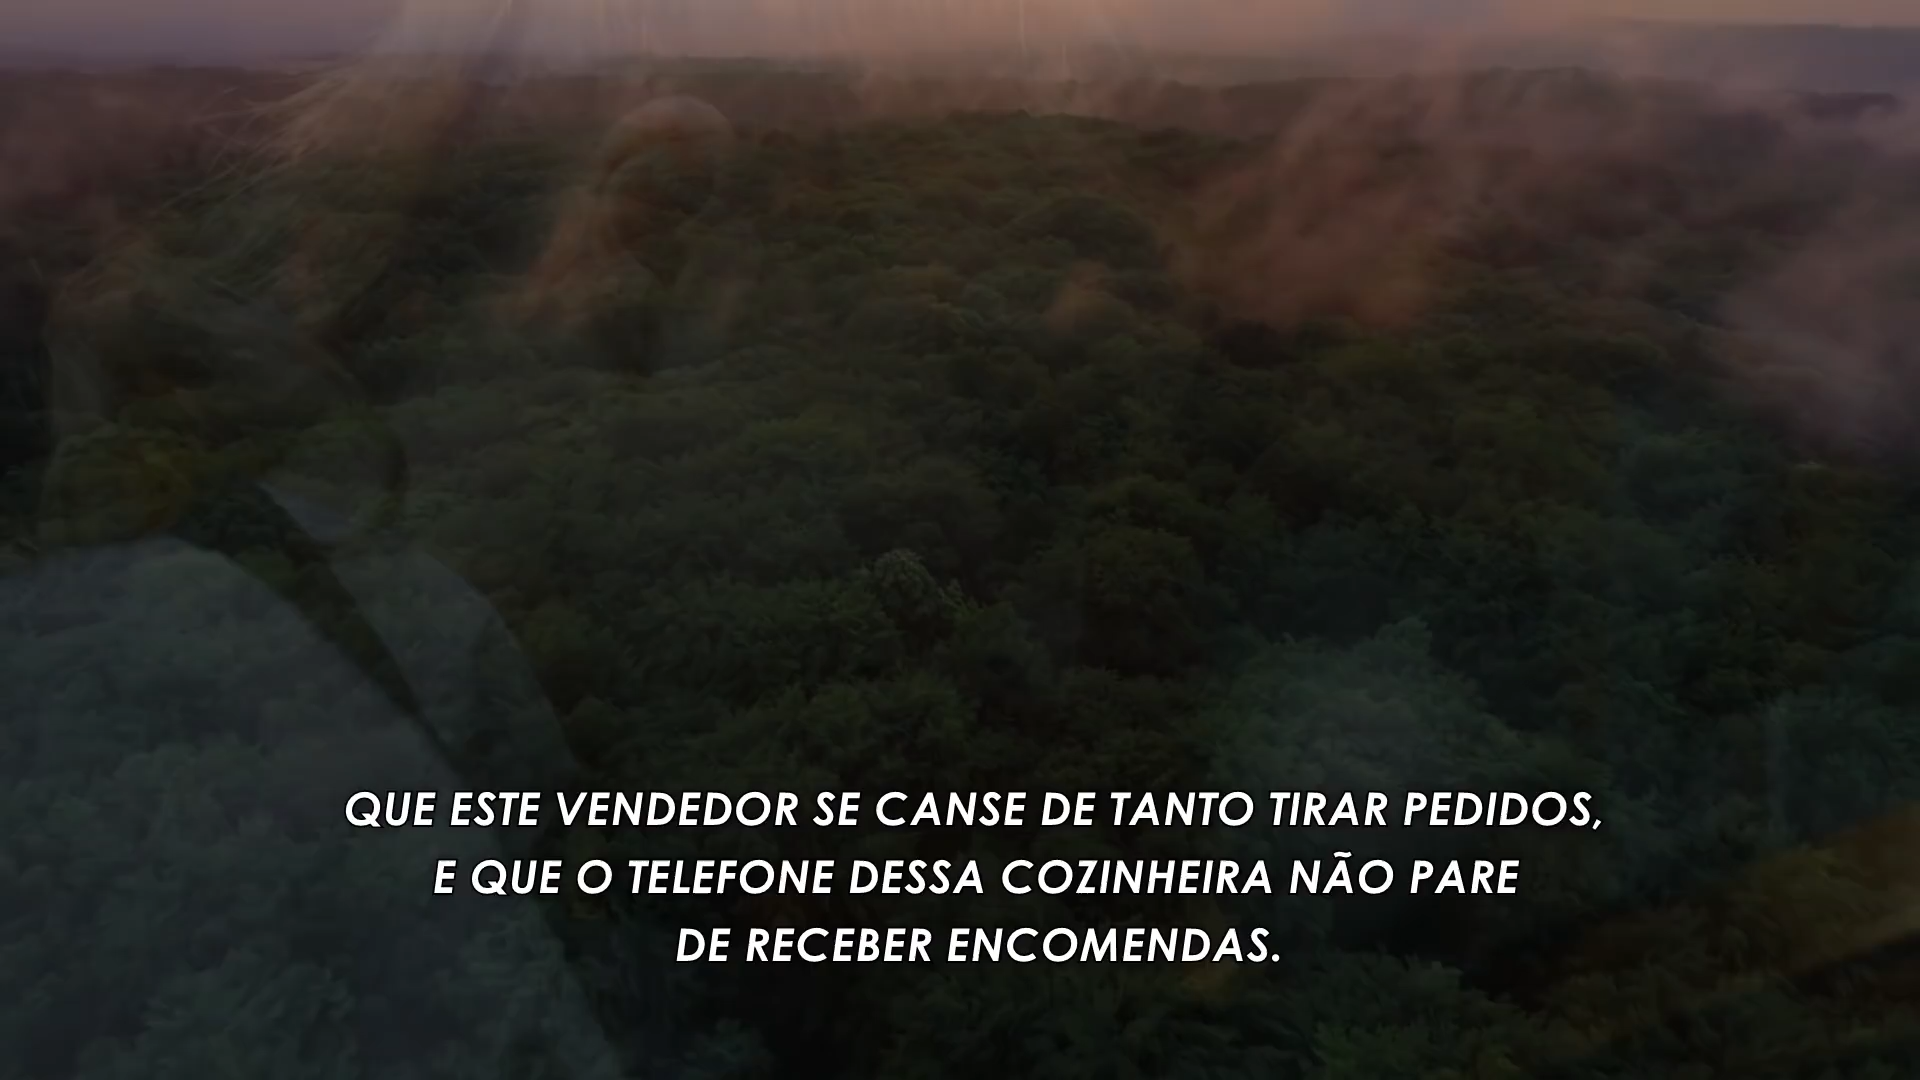 QUE ESTE VENDEDOR SE CANSE DE TANTO TIRAR PEDIDOS,
E QUE O TELEFONE DESSA COZINHEIRA NÃO PARE
DE RECEBER ENCOMENDAS.